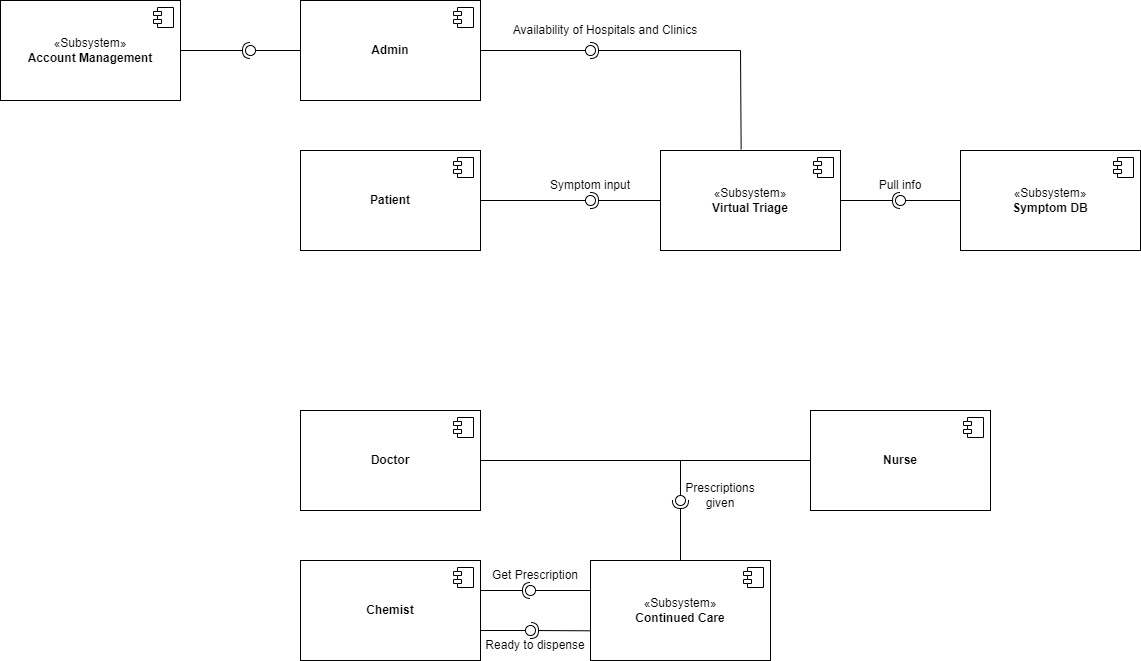 «Subsystem»
Account Management
Admin
Availability of Hospitals and Clinics
Patient
Symptom input
«Subsystem»
Virtual Triage
Pull info
«Subsystem»
Symptom DB
Doctor
Nurse
Prescriptions
given
Chemist
Get Prescription
Ready to dispense
«Subsystem»
Continued Care